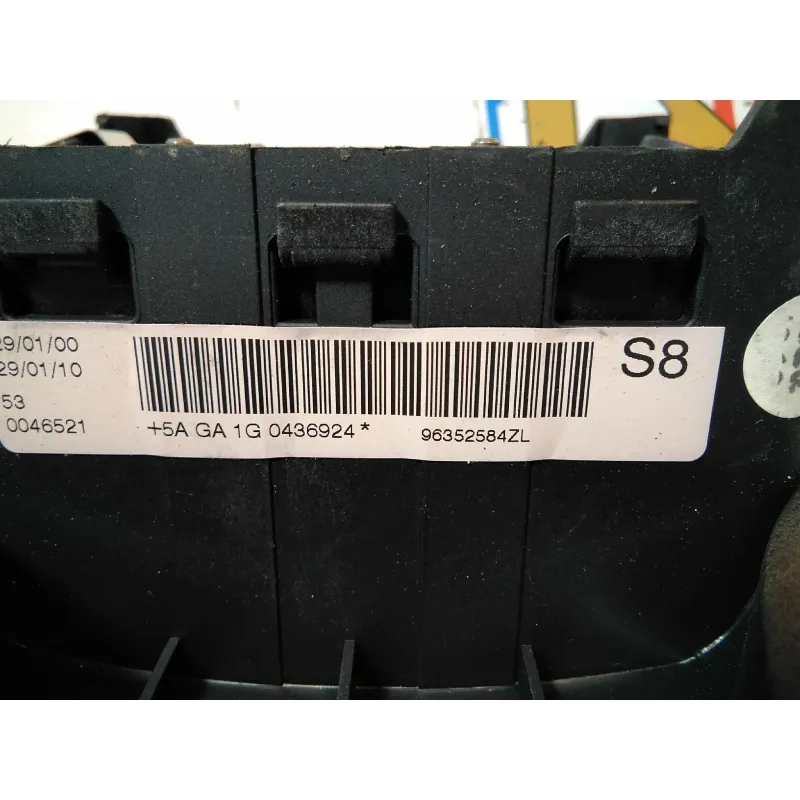 29/01/00
29/01/10
53
0046521
+5A GA 1G 0436924*
96352584ZL
S8